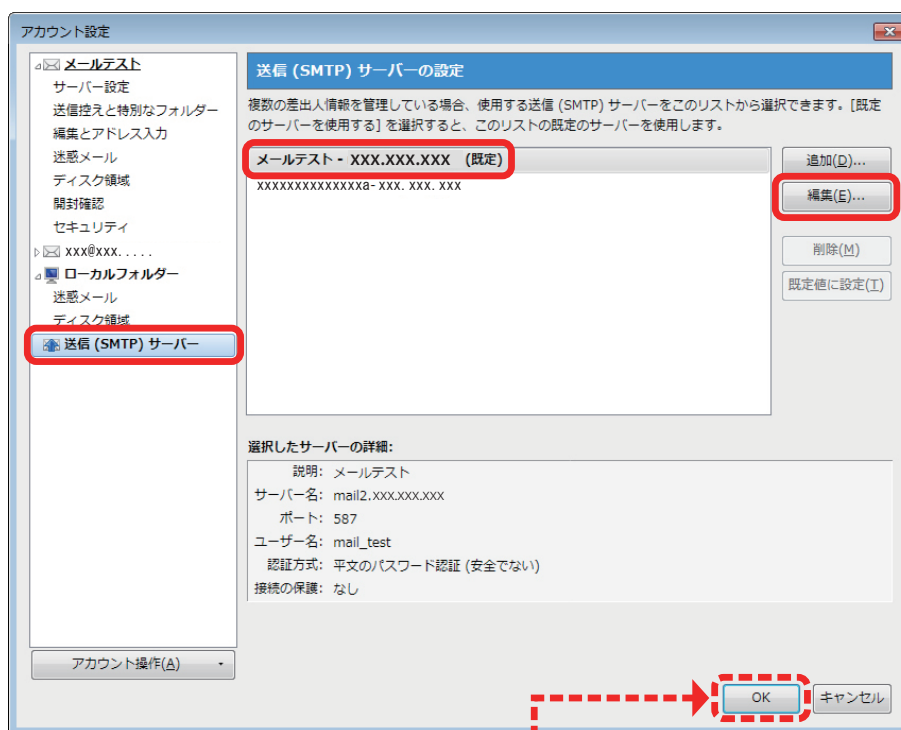 アカウント設定
メールテスト
サーバー設定
送信控えと特別なフォルダー
編集とアドレス入力
迷惑メール
ディスク領域
開封確認
セキュリティ
xxx@xxx.....
ローカルフォルダー
迷惑メール
ディスク領域
送信 (SMTP) サーバー
アカウント操作(A)
送信 (SMTP) サーバーの設定
複数の差出人情報を管理している場合、使用する送信 (SMTP) サーバーをこのリストから選択できます。[既定
のサーバーを使用する] を選択すると、このリストの既定のサーバーを使用します。
メールテスト - XXX.XXX.XXX (既定)
xxxxxxxxxxxxxxa- xxx. xxx. xxx
追加(D)...
編集(E)...
削除(M)
既定値に設定(T)
選択したサーバーの詳細:
説明: メールテスト
サーバー名: mail2.xxx.xxx.xxx
ポート: 587
ユーザー名: mail_test
認証方式: 平文のパスワード認証 (安全でない)
接続の保護: なし
OK
キャンセル